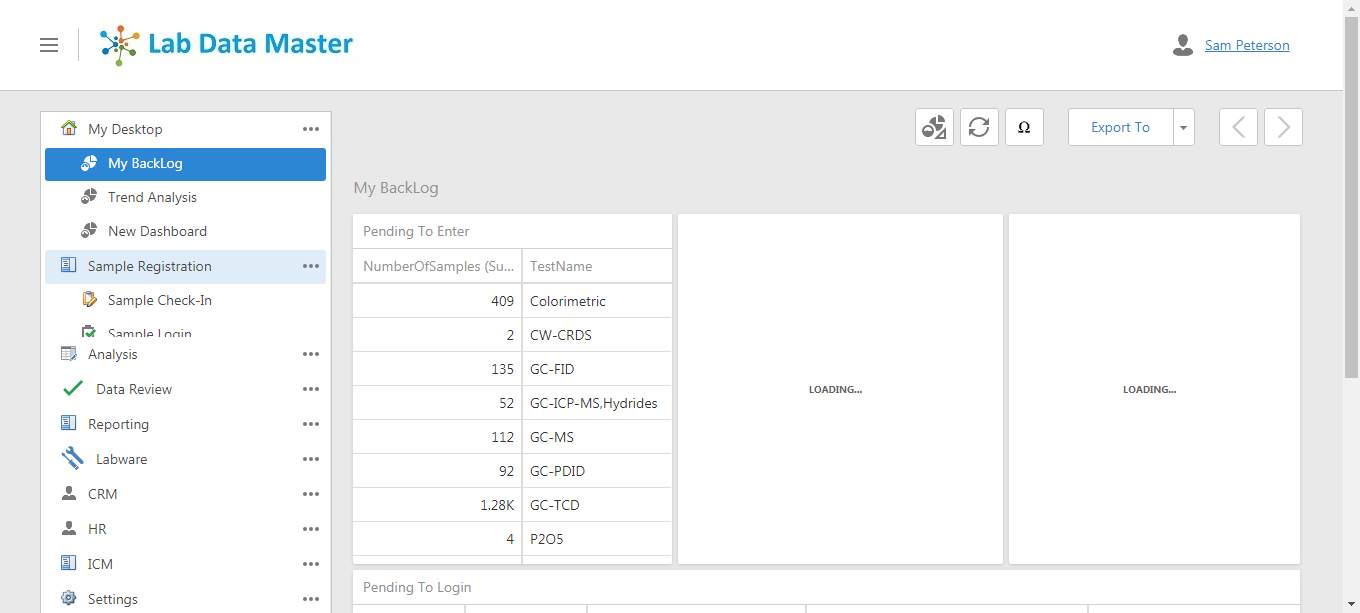 Lab Data Master
Sam Peterson
My Desktop
My BackLog
Trend Analysis
New Dashboard
Sample Registration
Sample Check-In
Sample Login
Analysis
Data Review
Reporting
Labware
CRM
HR
ICM
Settings
Ω
Export To
My BackLog
Pending To Enter
NumberOfSamples (Su... TestName
409 Colorimetric
2 CW-CRDS
135 GC-FID
52 GC-ICP-MS,Hydrides
112 GC-MS
92 GC-PDID
1.28K GC-TCD
4 P2O5
LOADING...
LOADING...
Pending To Login